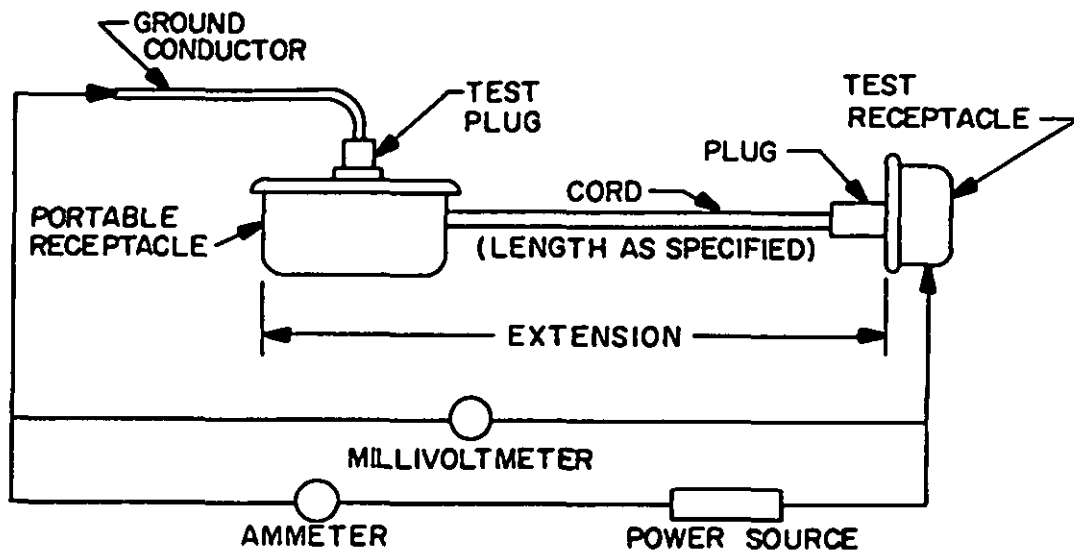 GROUND
CONDUCTOR
TEST
PLUG
TEST
RECEPTACLE
PLUG
CORD
PORTABLE
RECEPTACLE
(LENGTH AS SPECIFIED)
EXTENSION
MILLIVOLTMETER
AMMETER
POWER SOURCE